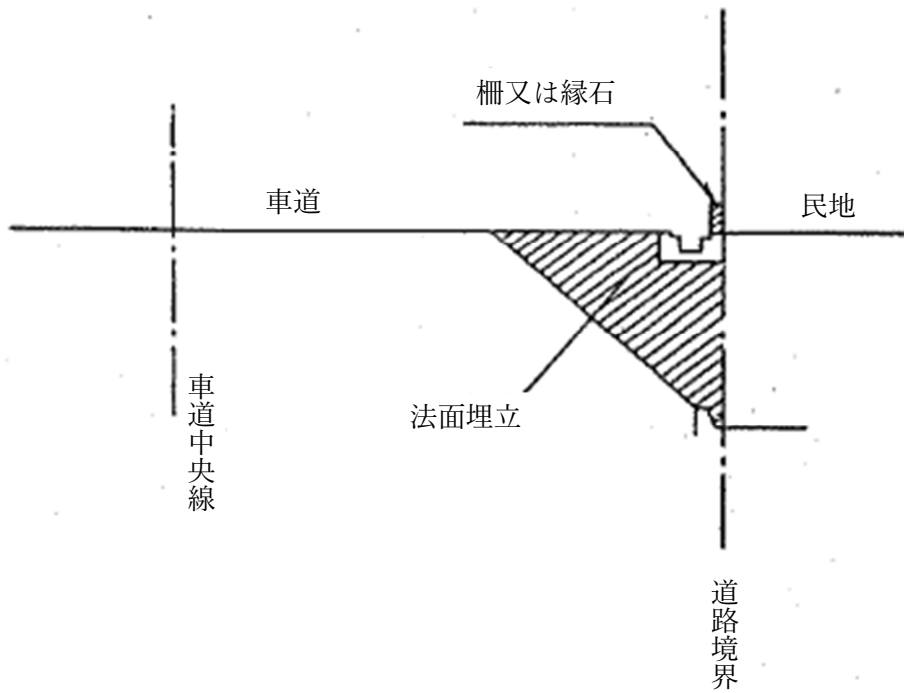 柵又は縁石
車道
民地
車道中央線
法面埋立
道路境界